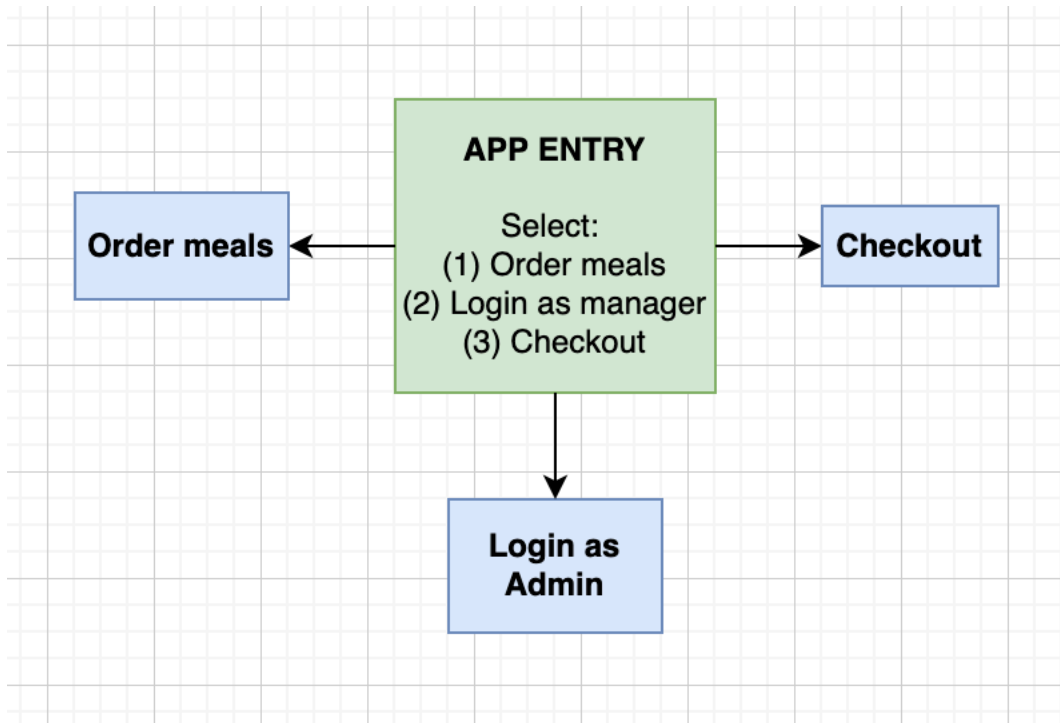 APP ENTRY
Select:
(1) Order meals
(2) Login as manager
(3) Checkout
Order meals
Checkout
Login as
Admin